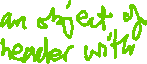 an object of
header with